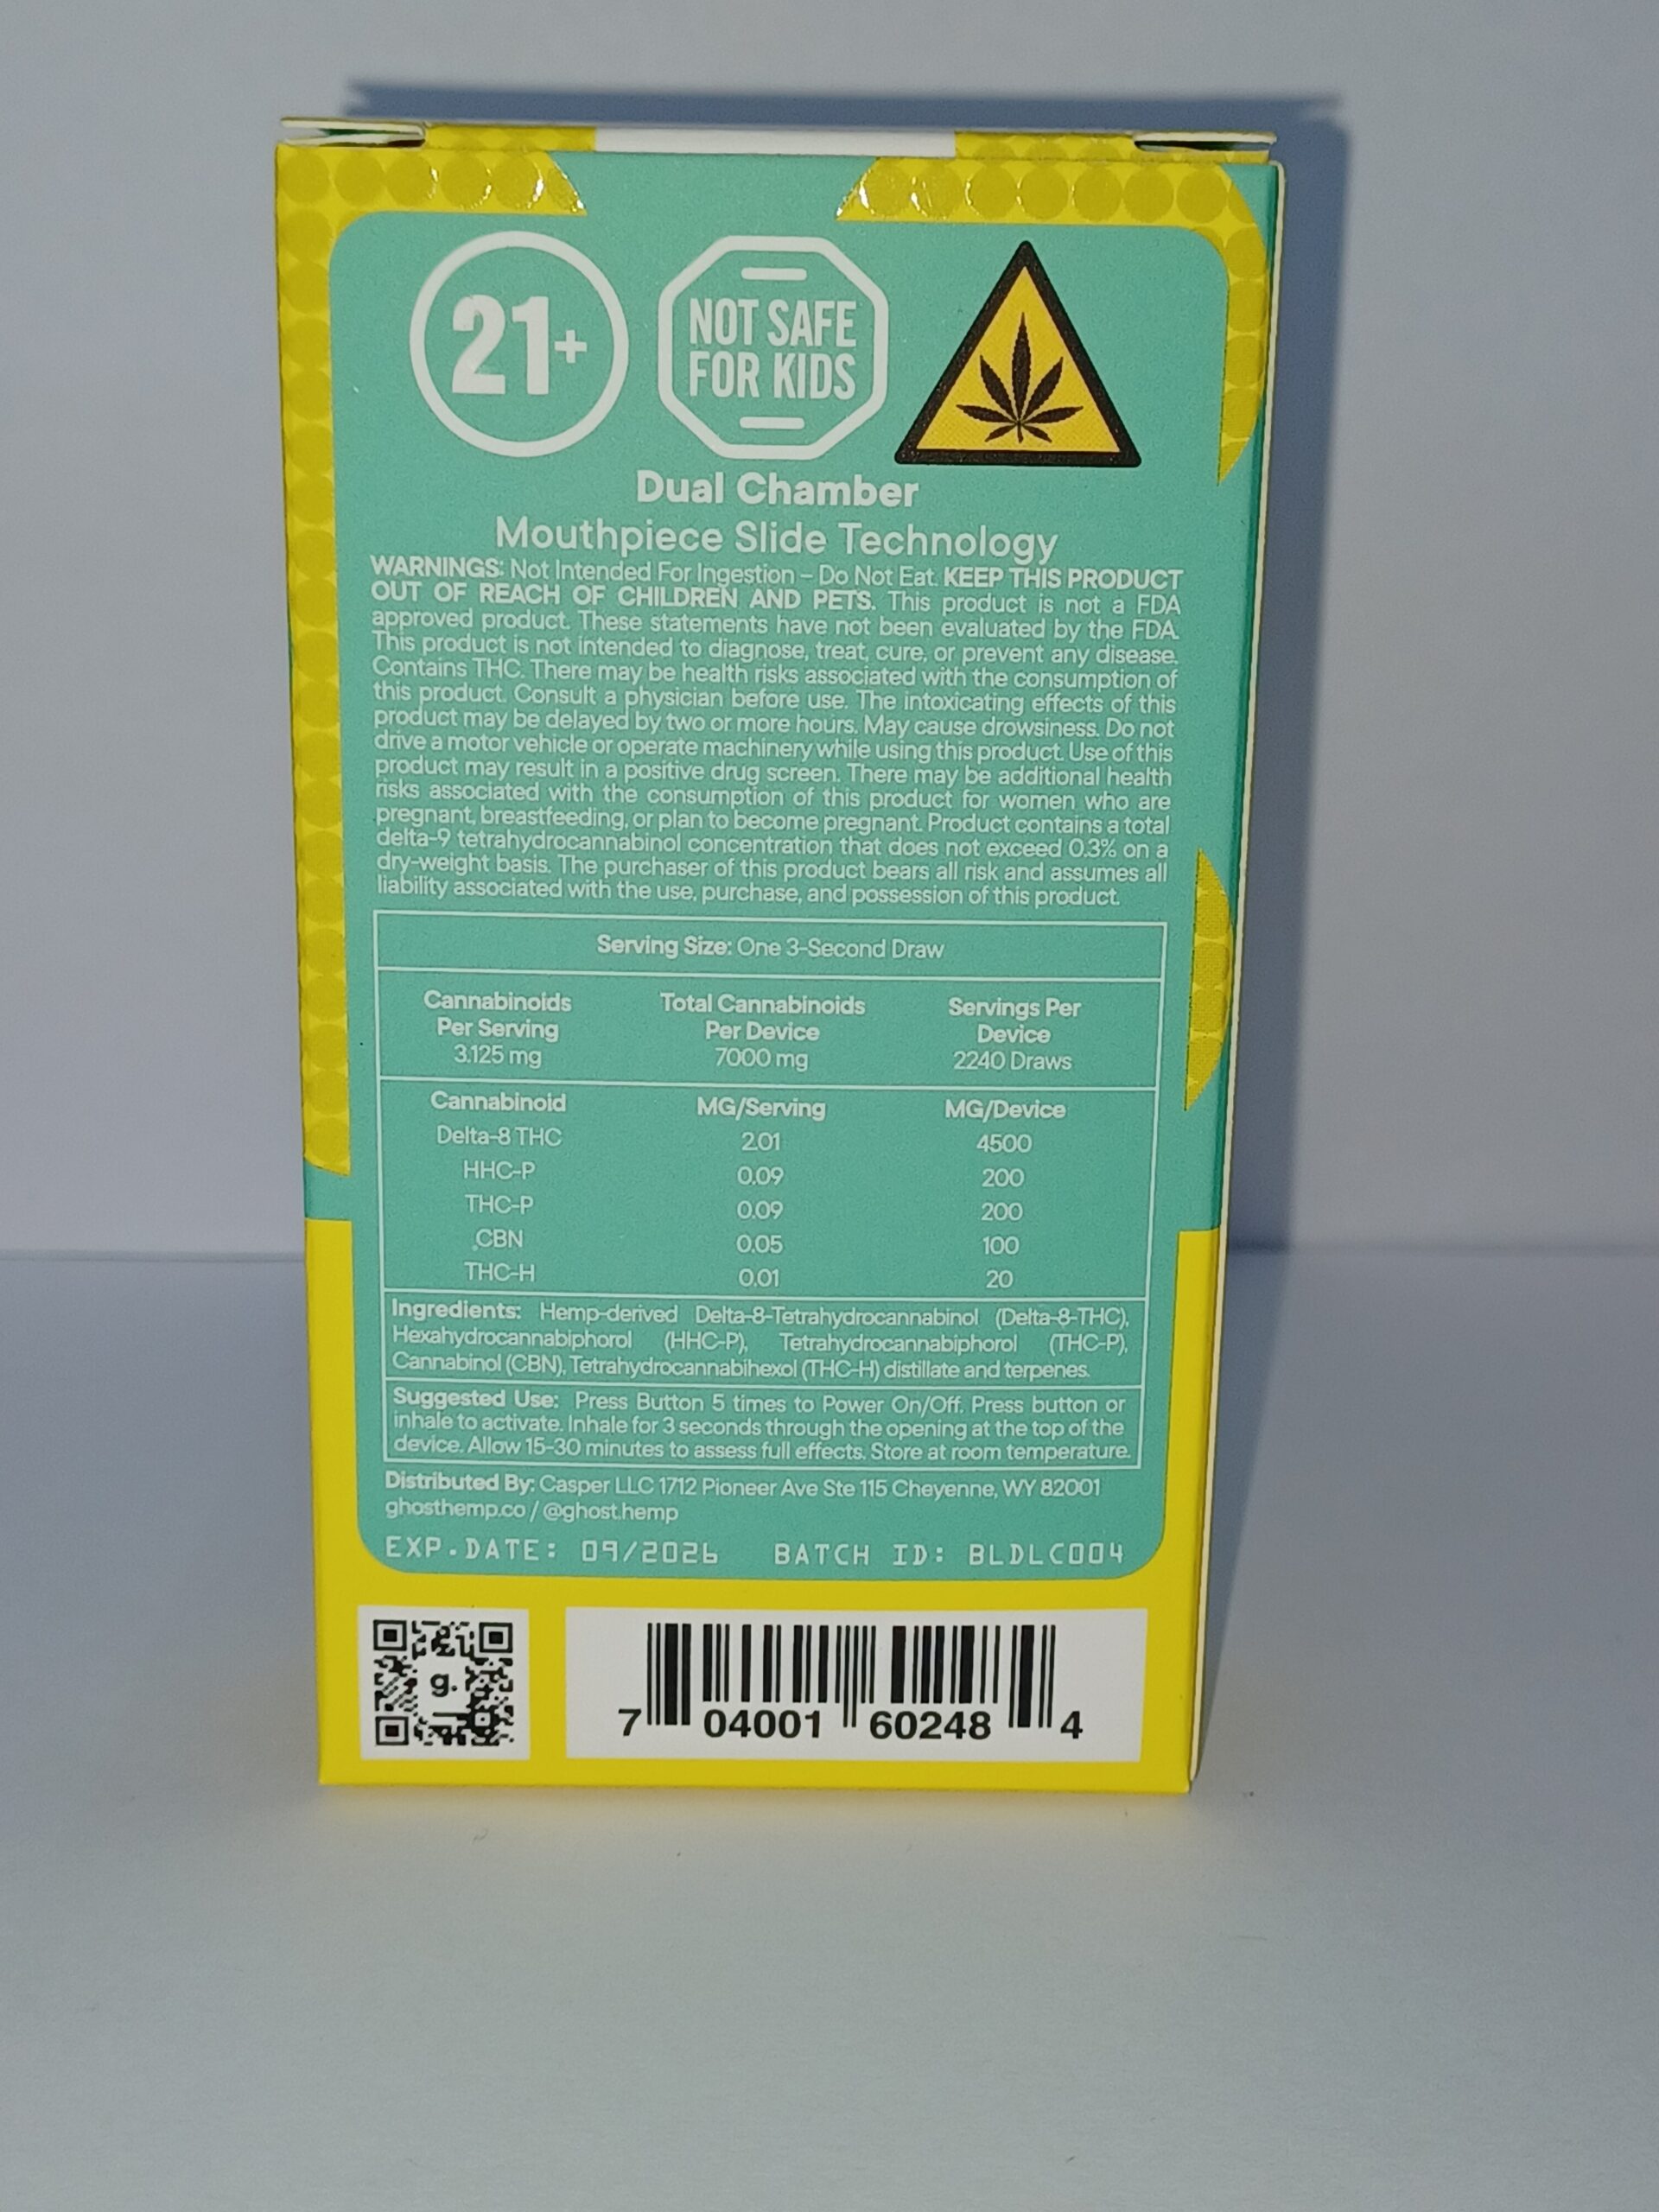 21+
NOT SAFE
FOR KIDS
Dual Chamber
Mouthpiece Slide Technology
WARNINGS: Not Intended For Ingestion – Do Not Eat. KEEP THIS PRODUCT
OUT OF REACH OF CHILDREN AND PETS. This product is not a FDA
approved product. These statements have not been evaluated by the FDA.
This product is not intended to diagnose, treat, cure, or prevent any disease.
Contains THC. There may be health risks associated with the consumption of
this product. Consult a physician before use. The intoxicating effects of this
product may be delayed by two or more hours. May cause drowsiness. Do not
drive a motor vehicle or operate machinery while using this product. Use of this
product may result in a positive drug screen. There may be additional health
risks associated with the consumption of this product for women who are
pregnant, breastfeeding, or plan to become pregnant. Product contains a total
delta-9 tetrahydrocannabinol concentration that does not exceed 0.3% on a
dry-weight basis. The purchaser of this product bears all risk and assumes all
liability associated with the use, purchase, and possession of this product.
Serving Size: One 3-Second Draw
Cannabinoids Total Cannabinoids Servings Per
Per Serving Per Device Device
3.125 mg 7000 mg 2240 Draws
Cannabinoid MG/Serving MG/Device
Delta-8 THC 2.01 4500
HHC-P 0.09 200
THC-P 0.09 200
CBN 0.05 100
THC-H 0.01 20
Ingredients: Hemp-derived Delta-8-Tetrahydrocannabinol (Delta-8-THC),
Hexahydrocannabiphorol (HHC-P), Tetrahydrocannabiphorol (THC-P),
Cannabinol (CBN), Tetrahydrocannabihexol (THC-H) distillate and terpenes.
Suggested Use: Press Button 5 times to Power On/Off. Press button or
inhale to activate. Inhale for 3 seconds through the opening at the top of the
device. Allow 15-30 minutes to assess full effects. Store at room temperature.
Distributed By: Casper LLC 1712 Pioneer Ave Ste 115 Cheyenne, WY 82001
ghosthemp.co / @ghost.hemp
EXP.DATE: 09/2026 BATCH ID: BLDLC004
g.
7 04001 60248 4